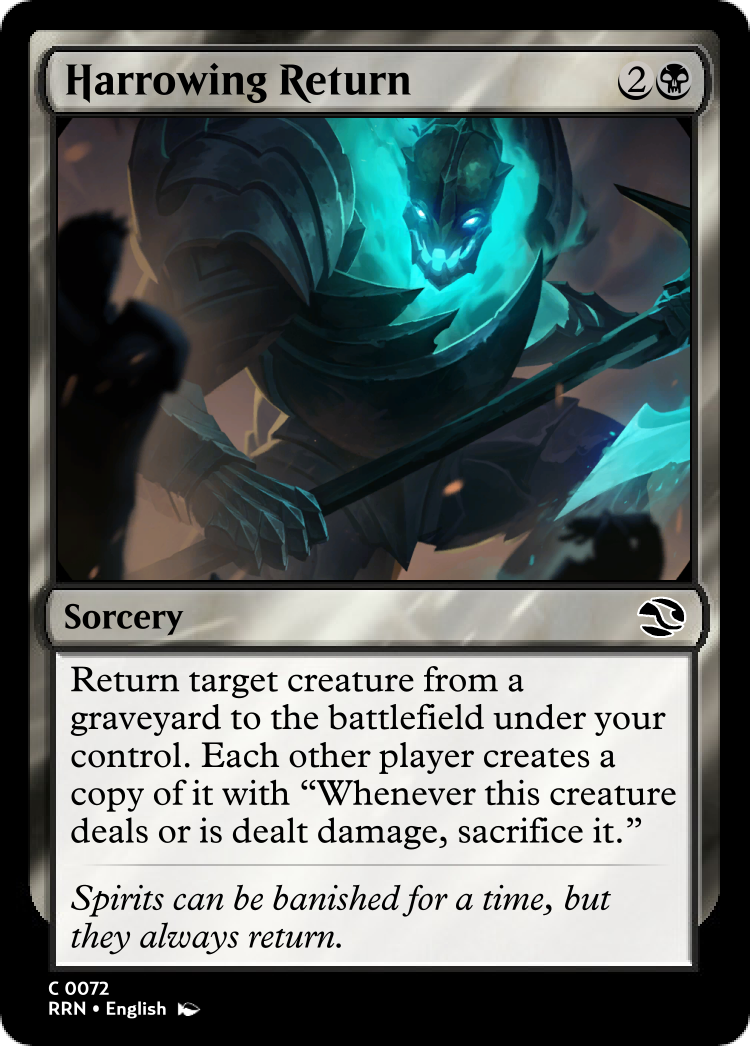 Harrowing Return 2
Sorcery
Return target creature from a
graveyard to the battlefield under your
control. Each other player creates a
copy of it with “Whenever this creature
deals or is dealt damage, sacrifice it.”
Spirits can be banished for a time, but
they always return.
C 0072
RRN • English